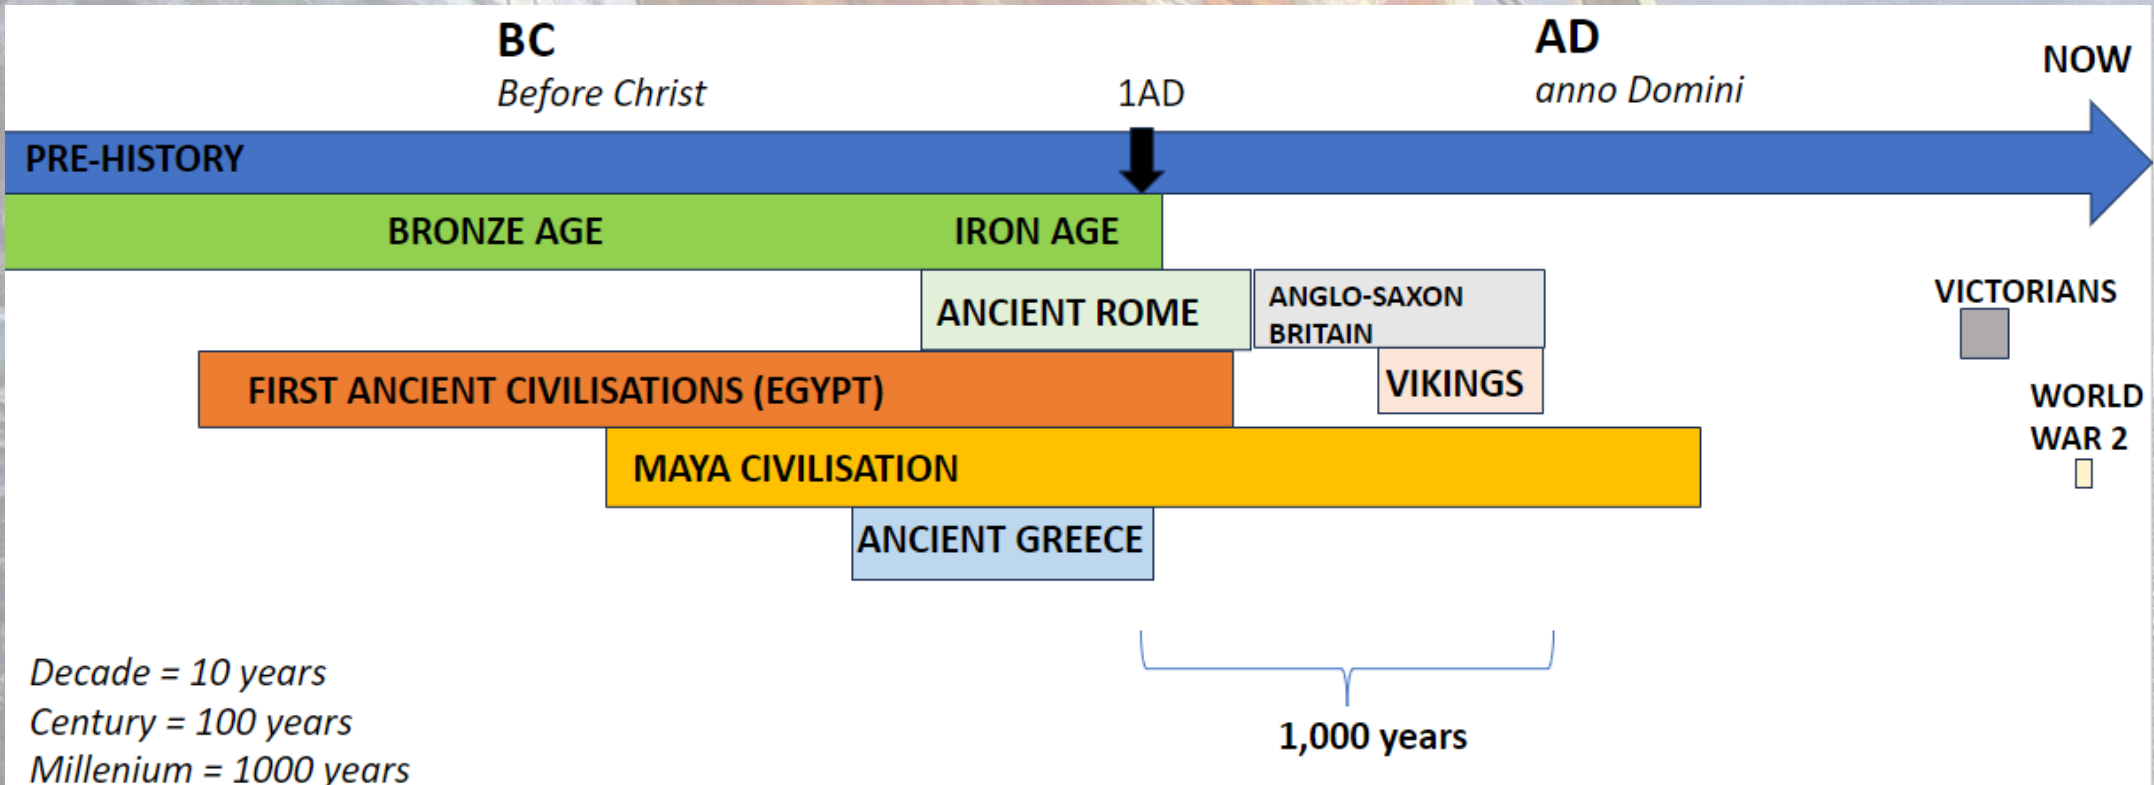 BC
Before Christ
1AD
AD
anno Domini
NOW
PRE-HISTORY
BRONZE AGE
IRON AGE
ANCIENT ROME
ANGLO-SAXON
BRITAIN
VICTORIANS
FIRST ANCIENT CIVILISATIONS (EGYPT)
VIKINGS
WORLD
WAR 2
MAYA CIVILISATION
ANCIENT GREECE
Decade = 10 years
Century = 100 years
Millenium = 1000 years
1,000 years